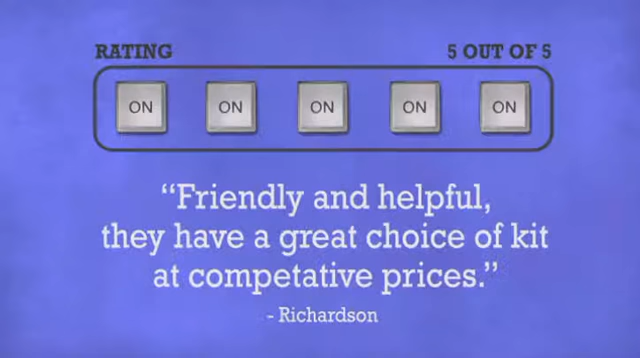 RATING 5 OUT OF 5
ON ON ON ON ON
“Friendly and helpful,
they have a great choice of kit
at competative prices.”
- Richardson